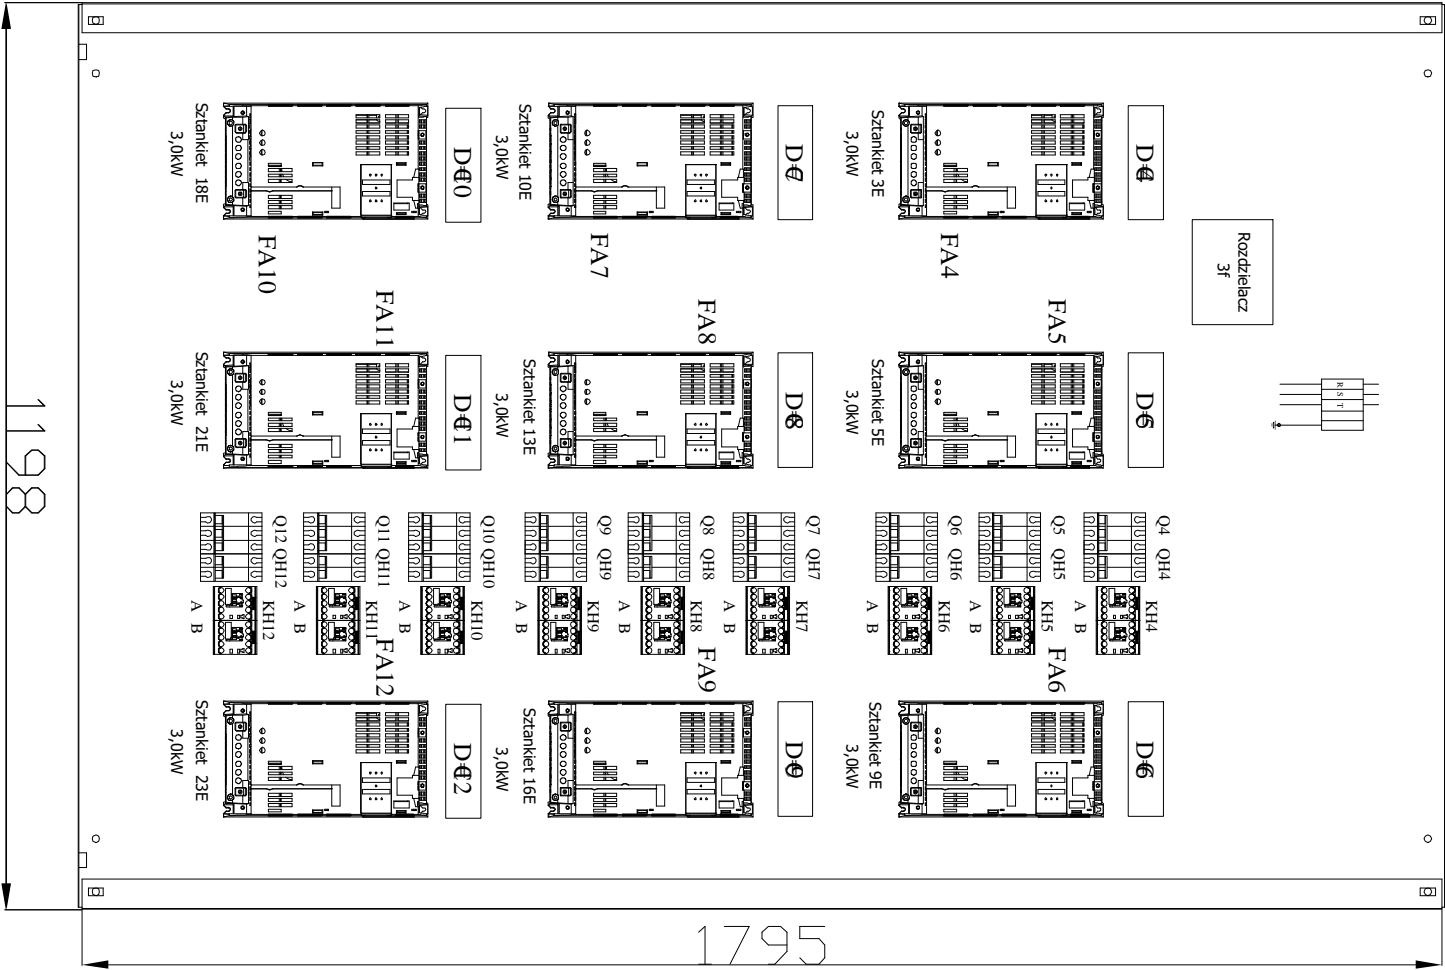 R S T
Rozdzielacz
3f
Q4 QH4
KH4
A B
FA4
FA5
Q5 QH5
KH5
A B
FA6
Q6 QH6
KH6
A B
Sztankiet 3E
3,0kW
Sztankiet 5E
3,0kW
Sztankiet 9E
3,0kW
Q7 QH7
KH7
A B
FA7
FA8
Q8 QH8
KH8
A B
FA9
Q9 QH9
KH9
A B
Sztankiet 10E
3,0kW
Sztankiet 13E
3,0kW
Sztankiet 16E
3,0kW
Q10 QH10
KH10
A B
FA10
FA11
Q11 QH11
KH11
A B
FA12
Q12 QH12
KH12
A B
Sztankiet 18E
3,0kW
Sztankiet 21E
3,0kW
Sztankiet 23E
3,0kW
1198
1795